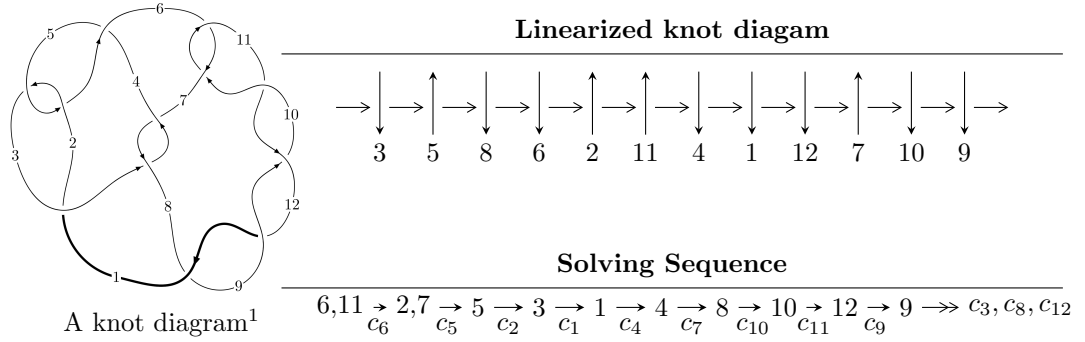 5
6
11
4
7
10
2
3
8
12
1
9
A knot diagram¹
Linearized knot diagam
3 5 8 6 2 11 4 1 12 7 10 9
Solving Sequence
6,11 → 2,7 → 5 → 3 → 1 → 4 → 8 → 10 → 12 → 9 →→ c₃, c₈, c₁₂
c₆ c₅ c₂ c₁ c₄ c₇ c₁₀ c₁₁ c₉